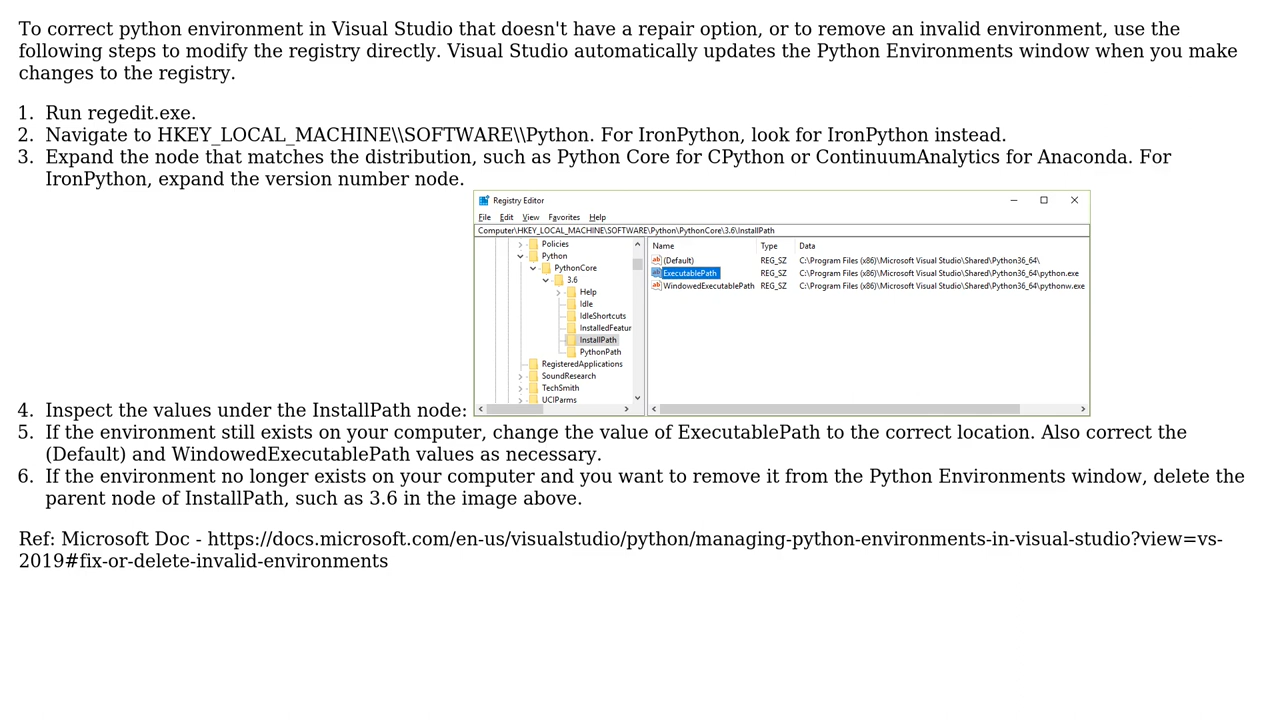 To correct python environment in Visual Studio that doesn't have a repair option, or to remove an invalid environment, use the
following steps to modify the registry directly. Visual Studio automatically updates the Python Environments window when you make
changes to the registry.
1. Run regedit.exe.
2. Navigate to HKEY_LOCAL_MACHINE\\SOFTWARE\\Python. For IronPython, look for IronPython instead.
3. Expand the node that matches the distribution, such as Python Core for CPython or ContinuumAnalytics for Anaconda. For
IronPython, expand the version number node.
Registry Editor
File Edit View Favorites Help
Computer\HKEY_LOCAL_MACHINE\SOFTWARE\Python\PythonCore\3.6\InstallPath
Policies
Python
PythonCore
3.6
Help
Idle
IdleShortcuts
InstalledFeatur
InstallPath
PythonPath
RegisteredApplications
SoundResearch
TechSmith
UCIParms
Name Type Data
(Default) REG_SZ C:\Program Files (x86)\Microsoft Visual Studio\Shared\Python36_64\
ExecutablePath REG_SZ C:\Program Files (x86)\Microsoft Visual Studio\Shared\Python36_64\python.exe
WindowedExecutablePath REG_SZ C:\Program Files (x86)\Microsoft Visual Studio\Shared\Python36_64\pythonw.exe
4. Inspect the values under the InstallPath node:
5. If the environment still exists on your computer, change the value of ExecutablePath to the correct location. Also correct the
(Default) and WindowedExecutablePath values as necessary.
6. If the environment no longer exists on your computer and you want to remove it from the Python Environments window, delete the
parent node of InstallPath, such as 3.6 in the image above.
Ref: Microsoft Doc - https://docs.microsoft.com/en-us/visualstudio/python/managing-python-environments-in-visual-studio?view=vs-
2019#fix-or-delete-invalid-environments